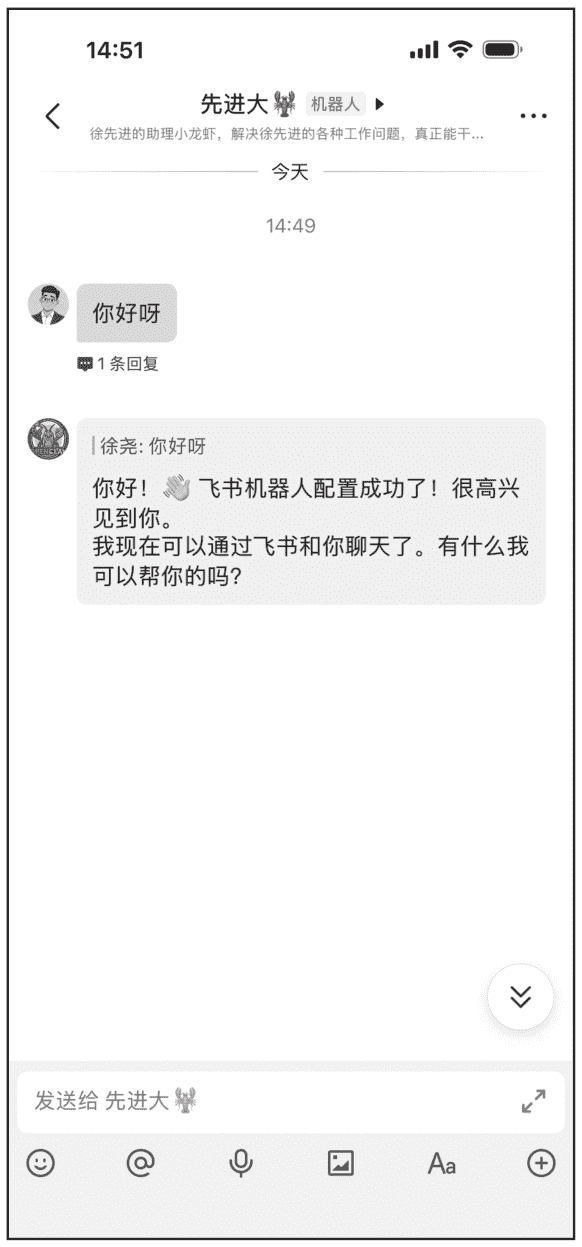 14:51
先进大🦞 机器人
徐先进的助理小龙虾，解决徐先进的各种工作问题，真正能干...
今天
14:49
你好呀
1 条回复
徐尧: 你好呀
你好！👋 飞书机器人配置成功了！很高兴
见到你。
我现在可以通过飞书和你聊天了。有什么我
可以帮你的吗?
发送给 先进大🦞
Aa